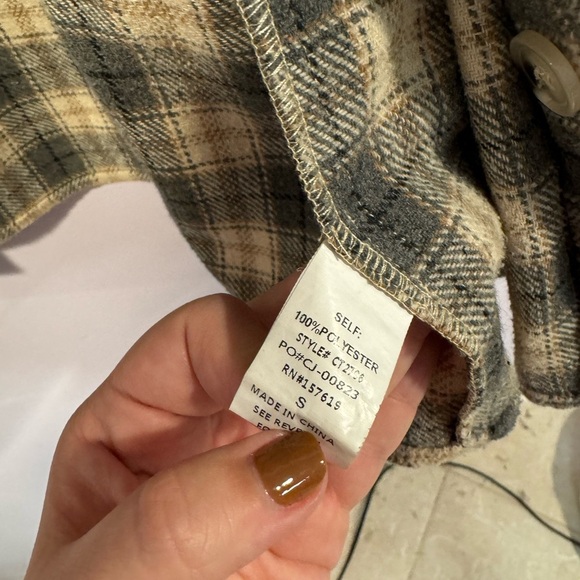 SELF:
100%POLYESTER
STYLE#
PO#CJ-00823
RN#157619
S
MADE IN CHINA
SEE